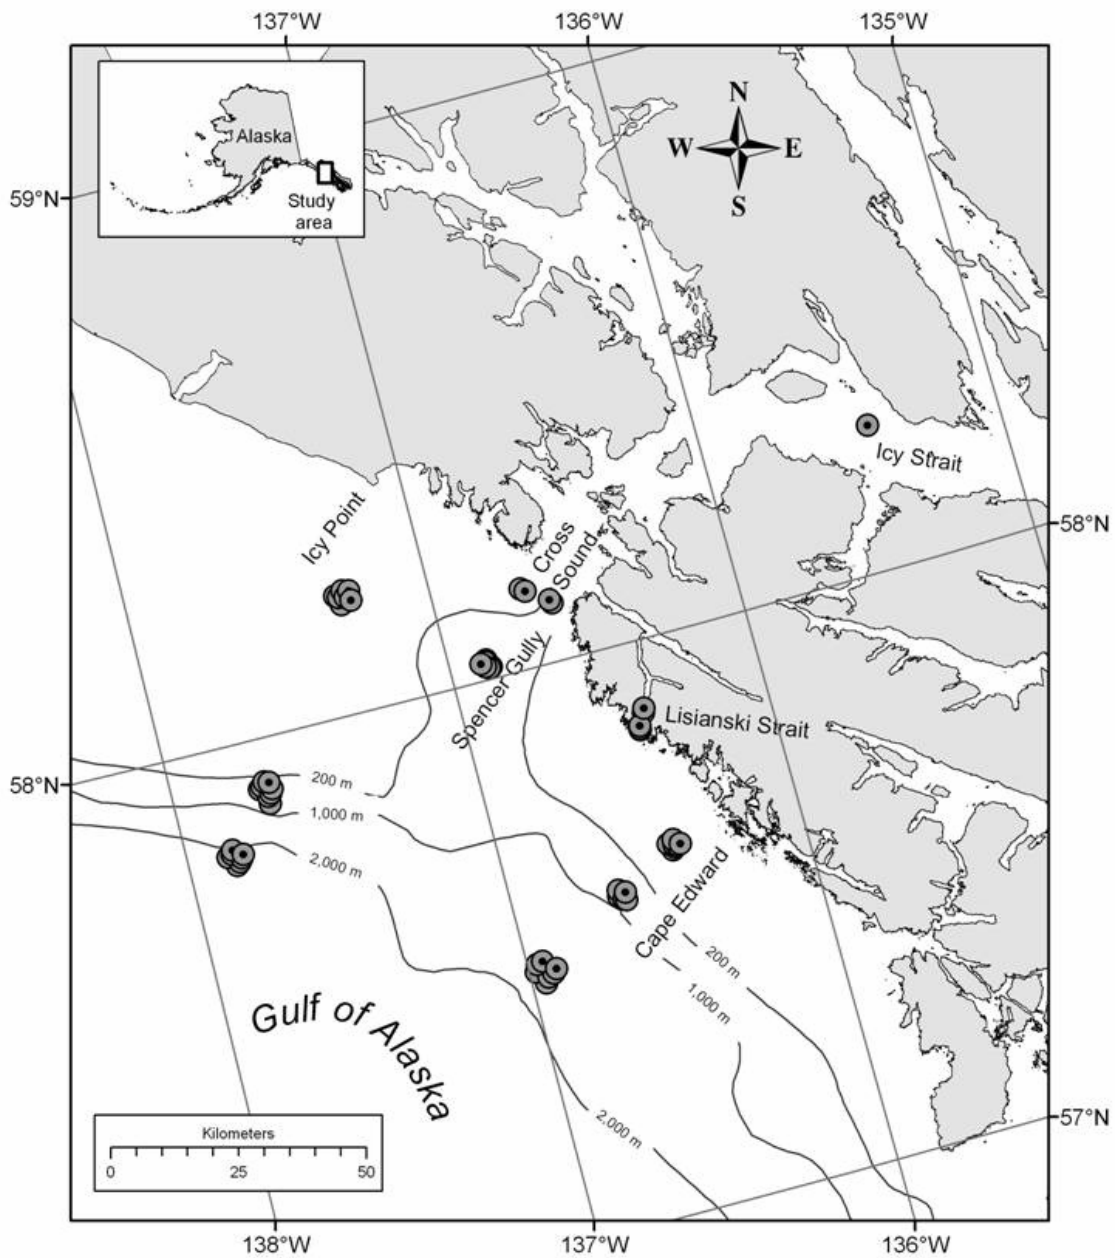 137°W
136°W
135°W
59°N
Alaska
Study
area
N
W
E
S
Icy Strait
58°N
Icy Point
Cross
Sound
Spencer Gully
Lisianski Strait
58°N
200 m
1,000 m
2,000 m
Cape Edward
200 m
1,000 m
2,000 m
Gulf of Alaska
57°N
Kilometers
0
25
50
138°W
137°W
136°W